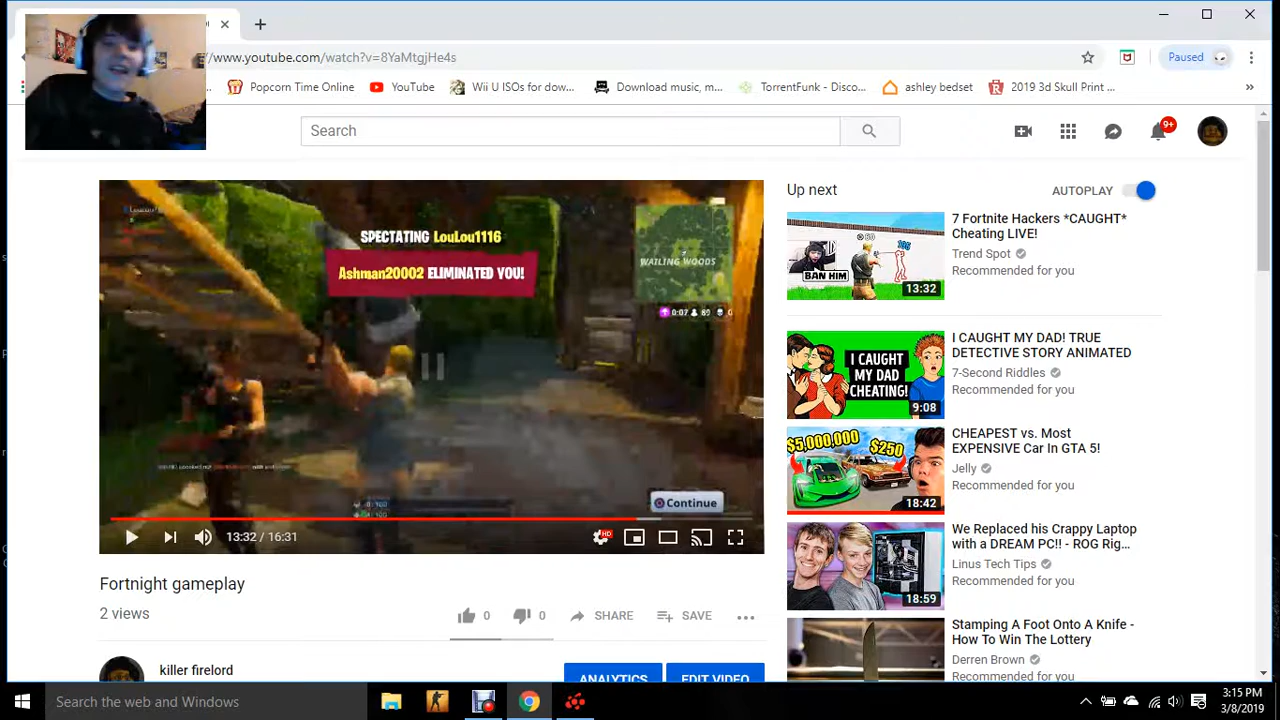 //www.youtube.com/watch?v=8YaMtgjHe4s
Paused
Popcorn Time Online
YouTube
Wii U ISOs for dow...
Download music, m...
TorrentFunk - Disco...
ashley bedset
2019 3d Skull Print ...
»
Search
9+
SPECTATING LouLou1116
Ashman20002 ELIMINATED YOU!
WAILING WOODS
0:07 89 0
Continue
13:32 / 16:31
HD
Fortnight gameplay
2 views
0
0
SHARE
SAVE
killer firelord
ANALYTICS
EDIT VIDEO
Up next
AUTOPLAY
BAN HIM
13:32
7 Fortnite Hackers *CAUGHT*
Cheating LIVE!
Trend Spot
Recommended for you
I CAUGHT
MY DAD
CHEATING!
9:08
I CAUGHT MY DAD! TRUE
DETECTIVE STORY ANIMATED
7-Second Riddles
Recommended for you
$5,000,000
$250
18:42
CHEAPEST vs. Most
EXPENSIVE Car In GTA 5!
Jelly
Recommended for you
18:59
We Replaced his Crappy Laptop
with a DREAM PC!! - ROG Rig...
Linus Tech Tips
Recommended for you
Stamping A Foot Onto A Knife -
How To Win The Lottery
Derren Brown
Recommended for you
Search the web and Windows
3:15 PM
3/8/2019